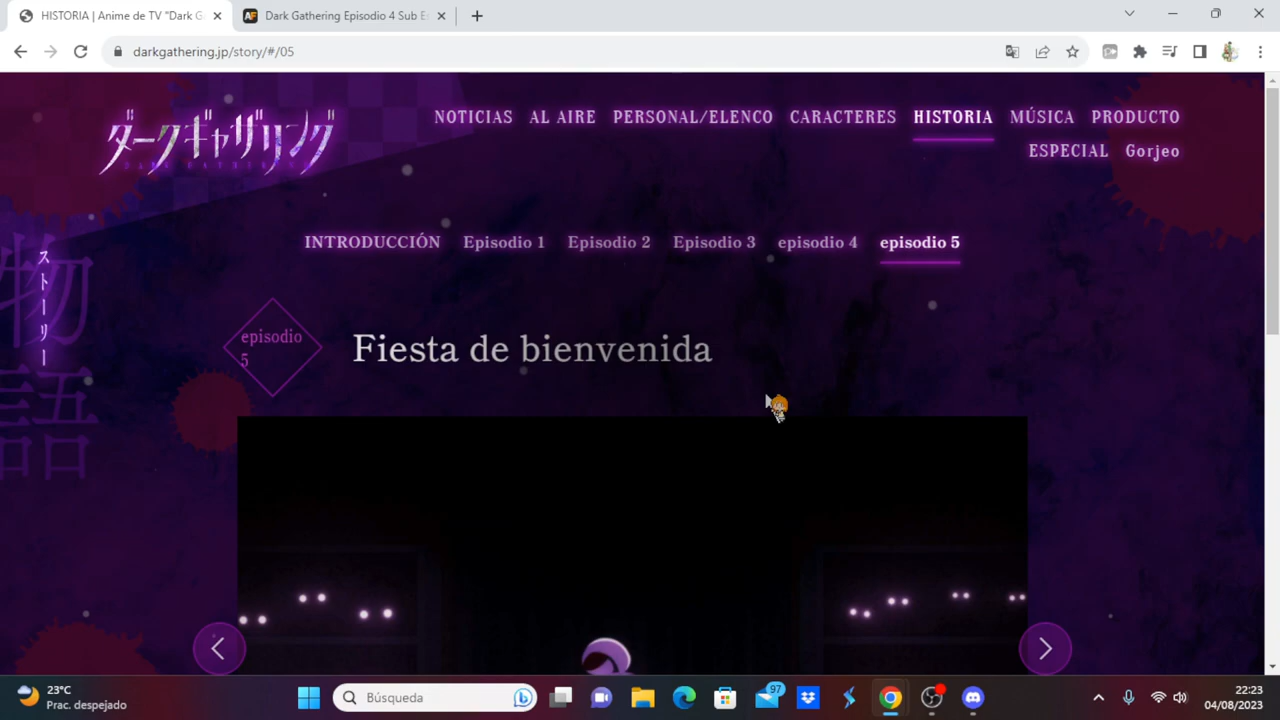 HISTORIA | Anime de TV "Dark G
Dark Gathering Episodio 4 Sub E
darkgathering.jp/story/#/05
ダークギャザリング
NOTICIAS AL AIRE PERSONAL/ELENCO CARACTERES HISTORIA MÚSICA PRODUCTO
ESPECIAL Gorjeo
INTRODUCCIÓN Episodio 1 Episodio 2 Episodio 3 episodio 4 episodio 5
物語
ストーリー
episodio
5
Fiesta de bienvenida
23°C
Prac. despejado
Búsqueda
97
22:23
04/08/2023